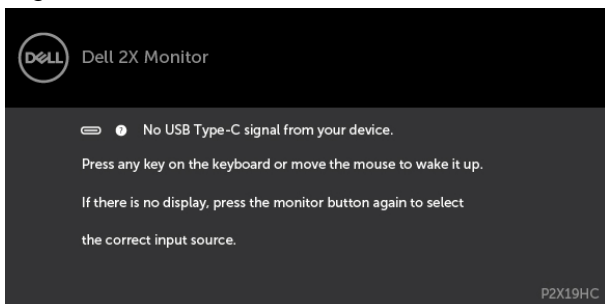 DELL Dell 2X Monitor
? No USB Type-C signal from your device.
Press any key on the keyboard or move the mouse to wake it up.
If there is no display, press the monitor button again to select
the correct input source.
P2X19HC